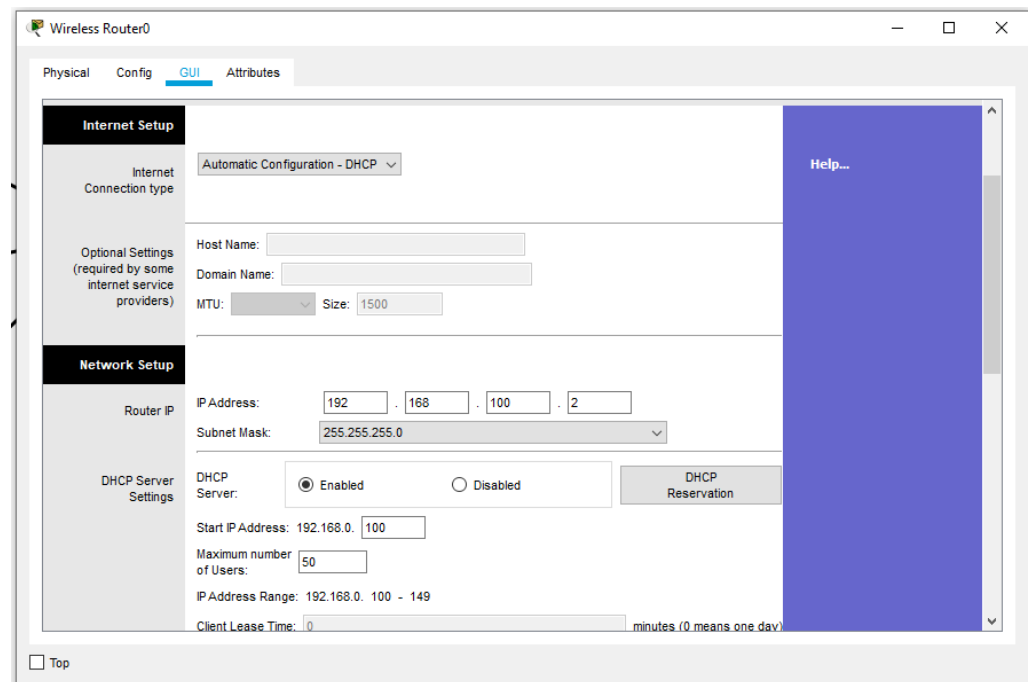 Wireless Router0
Physical Config GUI Attributes
Internet Setup
Internet
Connection type
Automatic Configuration - DHCP
Help...
Optional Settings
(required by some
internet service
providers)
Host Name:
Domain Name:
MTU: Size: 1500
Network Setup
Router IP
IP Address: 192 . 168 . 100 . 2
Subnet Mask: 255.255.255.0
DHCP Server
Settings
DHCP
Server:
Enabled Disabled
DHCP
Reservation
Start IP Address: 192.168.0. 100
Maximum number
of Users:
50
IP Address Range: 192.168.0. 100 - 149
Client Lease Time: 0 minutes (0 means one day)
Top